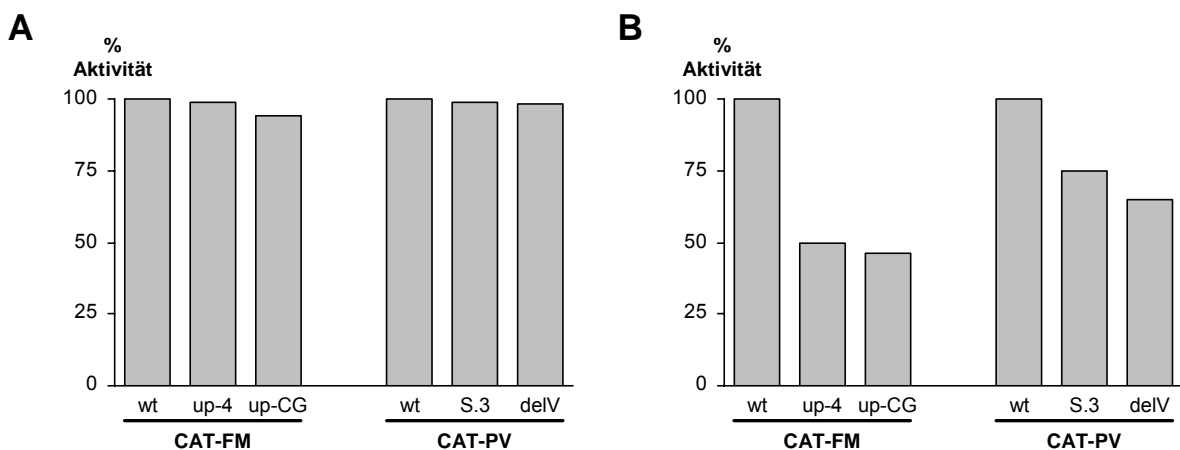 A
%
Aktivität
100
75
50
25
0
wt up-4 up-CG wt S.3 delV
CAT-FM CAT-PV
B
%
Aktivität
100
75
50
25
0
wt up-4 up-CG wt S.3 delV
CAT-FM CAT-PV